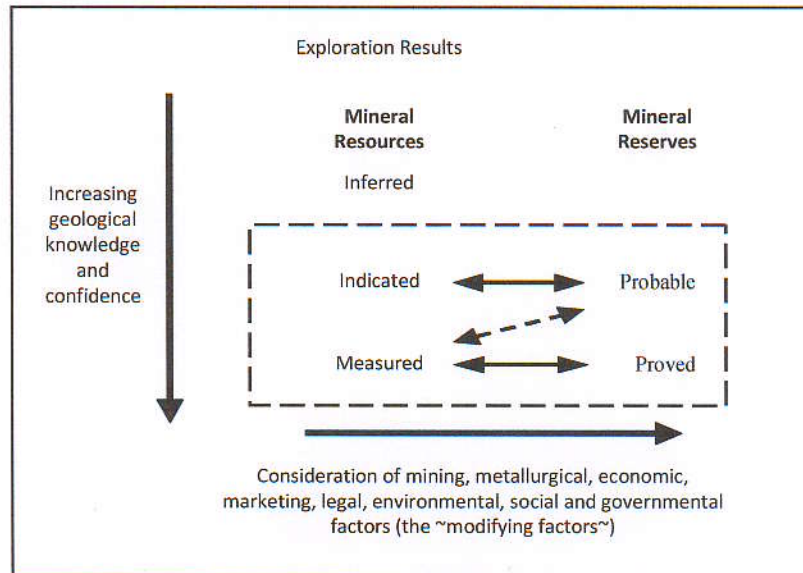 Exploration Results
Mineral
Resources
Mineral
Reserves
Inferred
Increasing
geological
knowledge
and
confidence
Indicated
Probable
Measured
Proved
Consideration of mining, metallurgical, economic,
marketing, legal, environmental, social and governmental
factors (the ~modifying factors~)